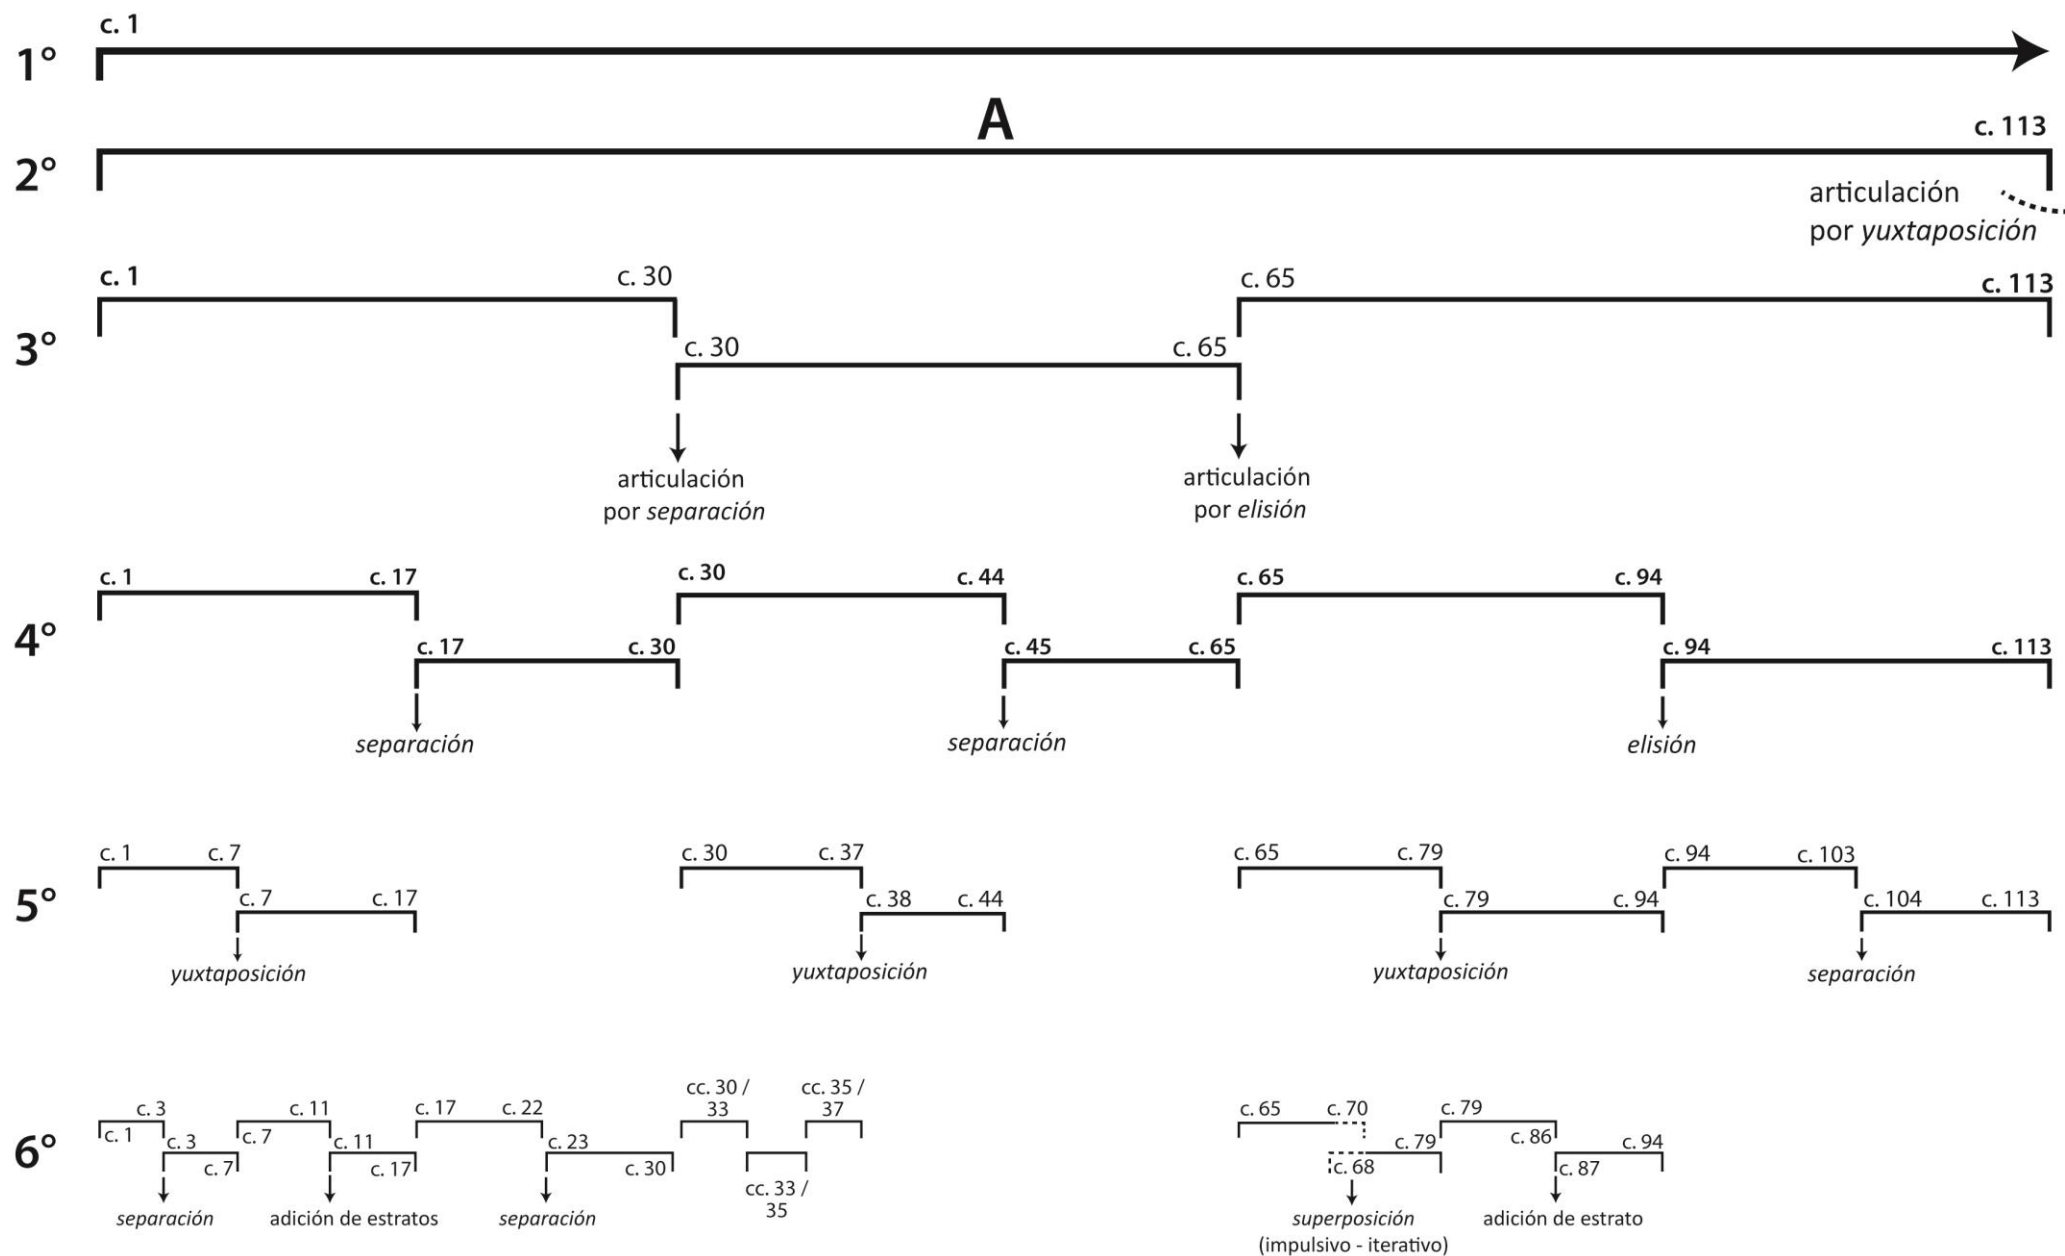 c. 1
1°
A
c. 113
2°
articulación
por yuxtaposición
c. 1
c. 30
c. 65
c. 113
3°
c. 30
c. 65
articulación
por separación
articulación
por elisión
c. 1
c. 17
c. 30
c. 44
c. 65
c. 94
4°
c. 17
c. 30
c. 45
c. 65
c. 94
c. 113
separación
separación
elisión
c. 1
c. 7
c. 30
c. 37
c. 65
c. 79
c. 94
c. 103
5°
c. 7
c. 17
c. 38
c. 44
c. 79
c. 94
c. 104
c. 113
yuxtaposición
yuxtaposición
yuxtaposición
separación
6°
c. 3
c. 1
c. 3
c. 7
c. 11
c. 7
c. 11
c. 17
c. 17
c. 22
c. 23
c. 30
cc. 30 /
33
cc. 33 /
35
cc. 35 /
37
c. 65
c. 70
c. 68
c. 79
c. 79
c. 86
c. 87
c. 94
separación
adición de estratos
separación
superposición
(impulsivo - iterativo)
adición de estrato